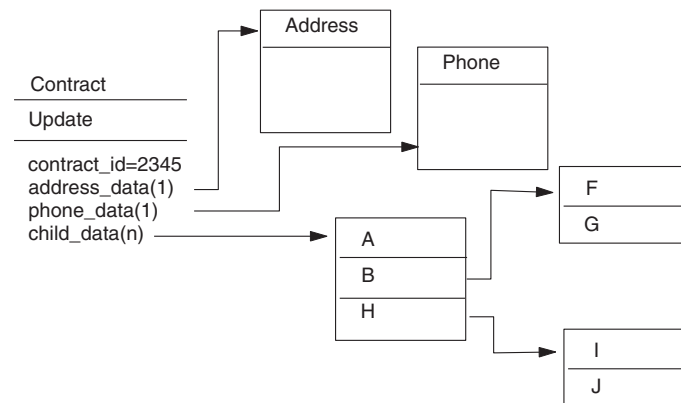 Address
Phone
Contract
Update
contract_id=2345
address_data(1)
phone_data(1)
child_data(n)
A
B
H
F
G
I
J